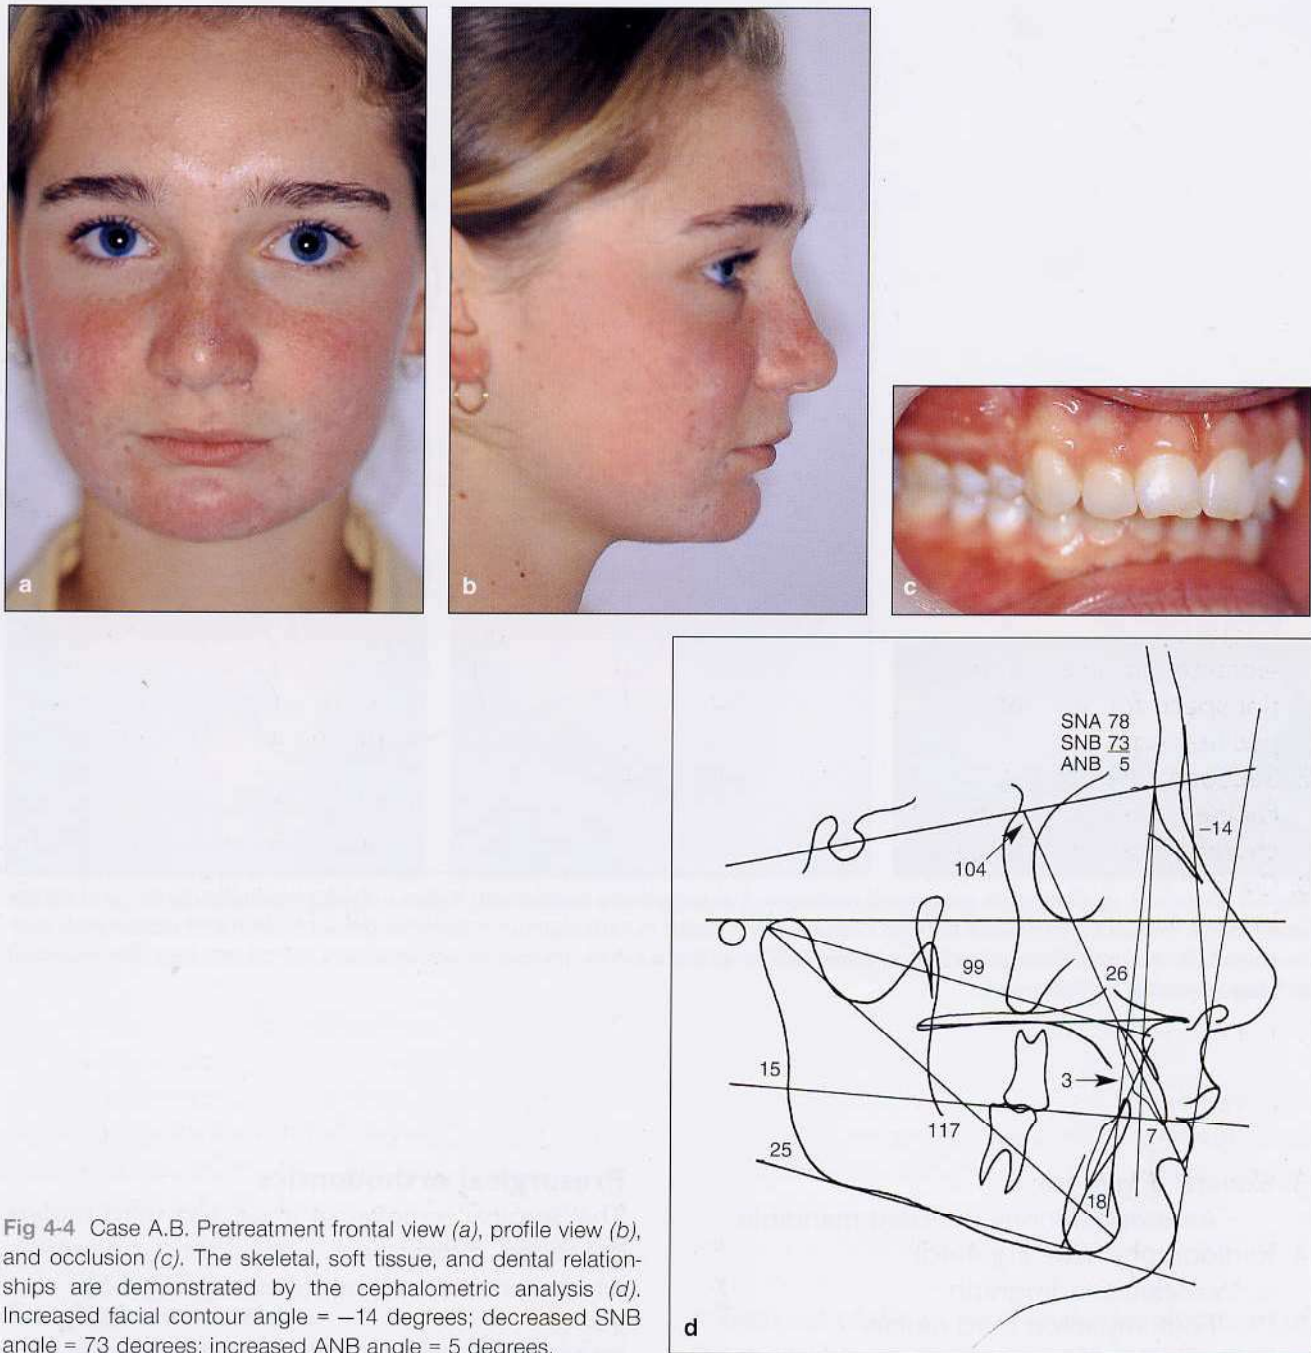 a
b
c
SNA 78
SNB 73
ANB 5
-14
104
99
26
15
3
117
7
25
18
d
Fig 4-4 Case A.B. Pretreatment frontal view (a), profile view (b),
and occlusion (c). The skeletal, soft tissue, and dental relation-
ships are demonstrated by the cephalometric analysis (d).
Increased facial contour angle = −14 degrees; decreased SNB
angle = 73 degrees; increased ANB angle = 5 degrees.